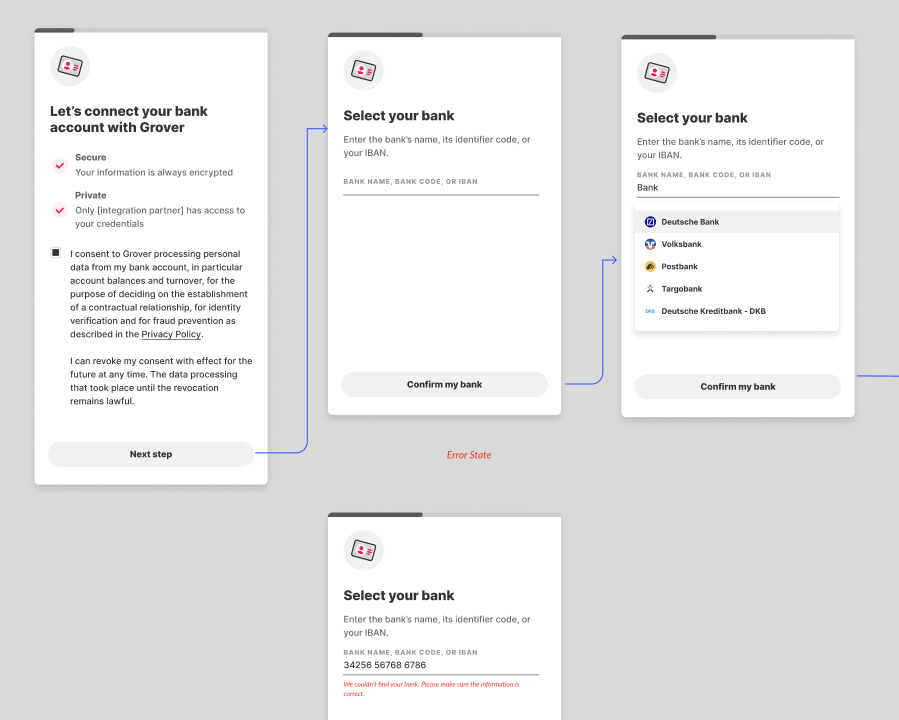 Let's connect your bank
account with Grover
Secure
Your information is always encrypted
Private
Only [integration partner] has access to
your credentials
I consent to Grover processing personal
data from my bank account, in particular
account balances and turnover, for the
purpose of deciding on the establishment
of a contractual relationship, for identity
verification and for fraud prevention as
described in the Privacy Policy.
I can revoke my consent with effect for the
future at any time. The data processing
that took place until the revocation
remains lawful.
Next step
Select your bank
Enter the bank's name, its identifier code, or
your IBAN.
BANK NAME, BANK CODE, OR IBAN
Confirm my bank
Select your bank
Enter the bank's name, its identifier code, or
your IBAN.
BANK NAME, BANK CODE, OR IBAN
Bank
Deutsche Bank
Volksbank
Postbank
Targobank
DKB Deutsche Kreditbank - DKB
Confirm my bank
Error State
Select your bank
Enter the bank's name, its identifier code, or
your IBAN.
BANK NAME, BANK CODE, OR IBAN
34256 56768 6786
We couldn't find your bank. Please make sure the information is
correct.